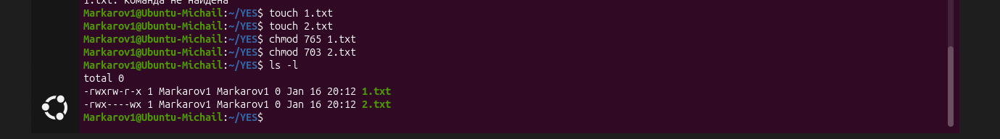 1.txt: команда не найдена
Markarov1@Ubuntu-Michail:~/YES$ touch 1.txt
Markarov1@Ubuntu-Michail:~/YES$ touch 2.txt
Markarov1@Ubuntu-Michail:~/YES$ chmod 765 1.txt
Markarov1@Ubuntu-Michail:~/YES$ chmod 703 2.txt
Markarov1@Ubuntu-Michail:~/YES$ ls -l
total 0
-rwxrw-r-x 1 Markarov1 Markarov1 0 Jan 16 20:12 1.txt
-rwx----wx 1 Markarov1 Markarov1 0 Jan 16 20:12 2.txt
Markarov1@Ubuntu-Michail:~/YES$